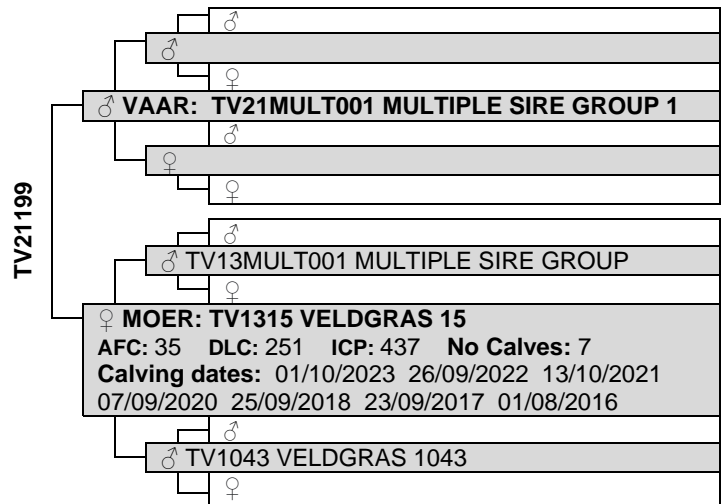 TV21199
♂
♂
♀
♂ VAAR: TV21MULT001 MULTIPLE SIRE GROUP 1
♂
♀
♀
♂
♂ TV13MULT001 MULTIPLE SIRE GROUP
♀
♀ MOER: TV1315 VELDGRAS 15
AFC: 35 DLC: 251 ICP: 437 No Calves: 7
Calving dates: 01/10/2023 26/09/2022 13/10/2021
07/09/2020 25/09/2018 23/09/2017 01/08/2016
♂
♂ TV1043 VELDGRAS 1043
♀